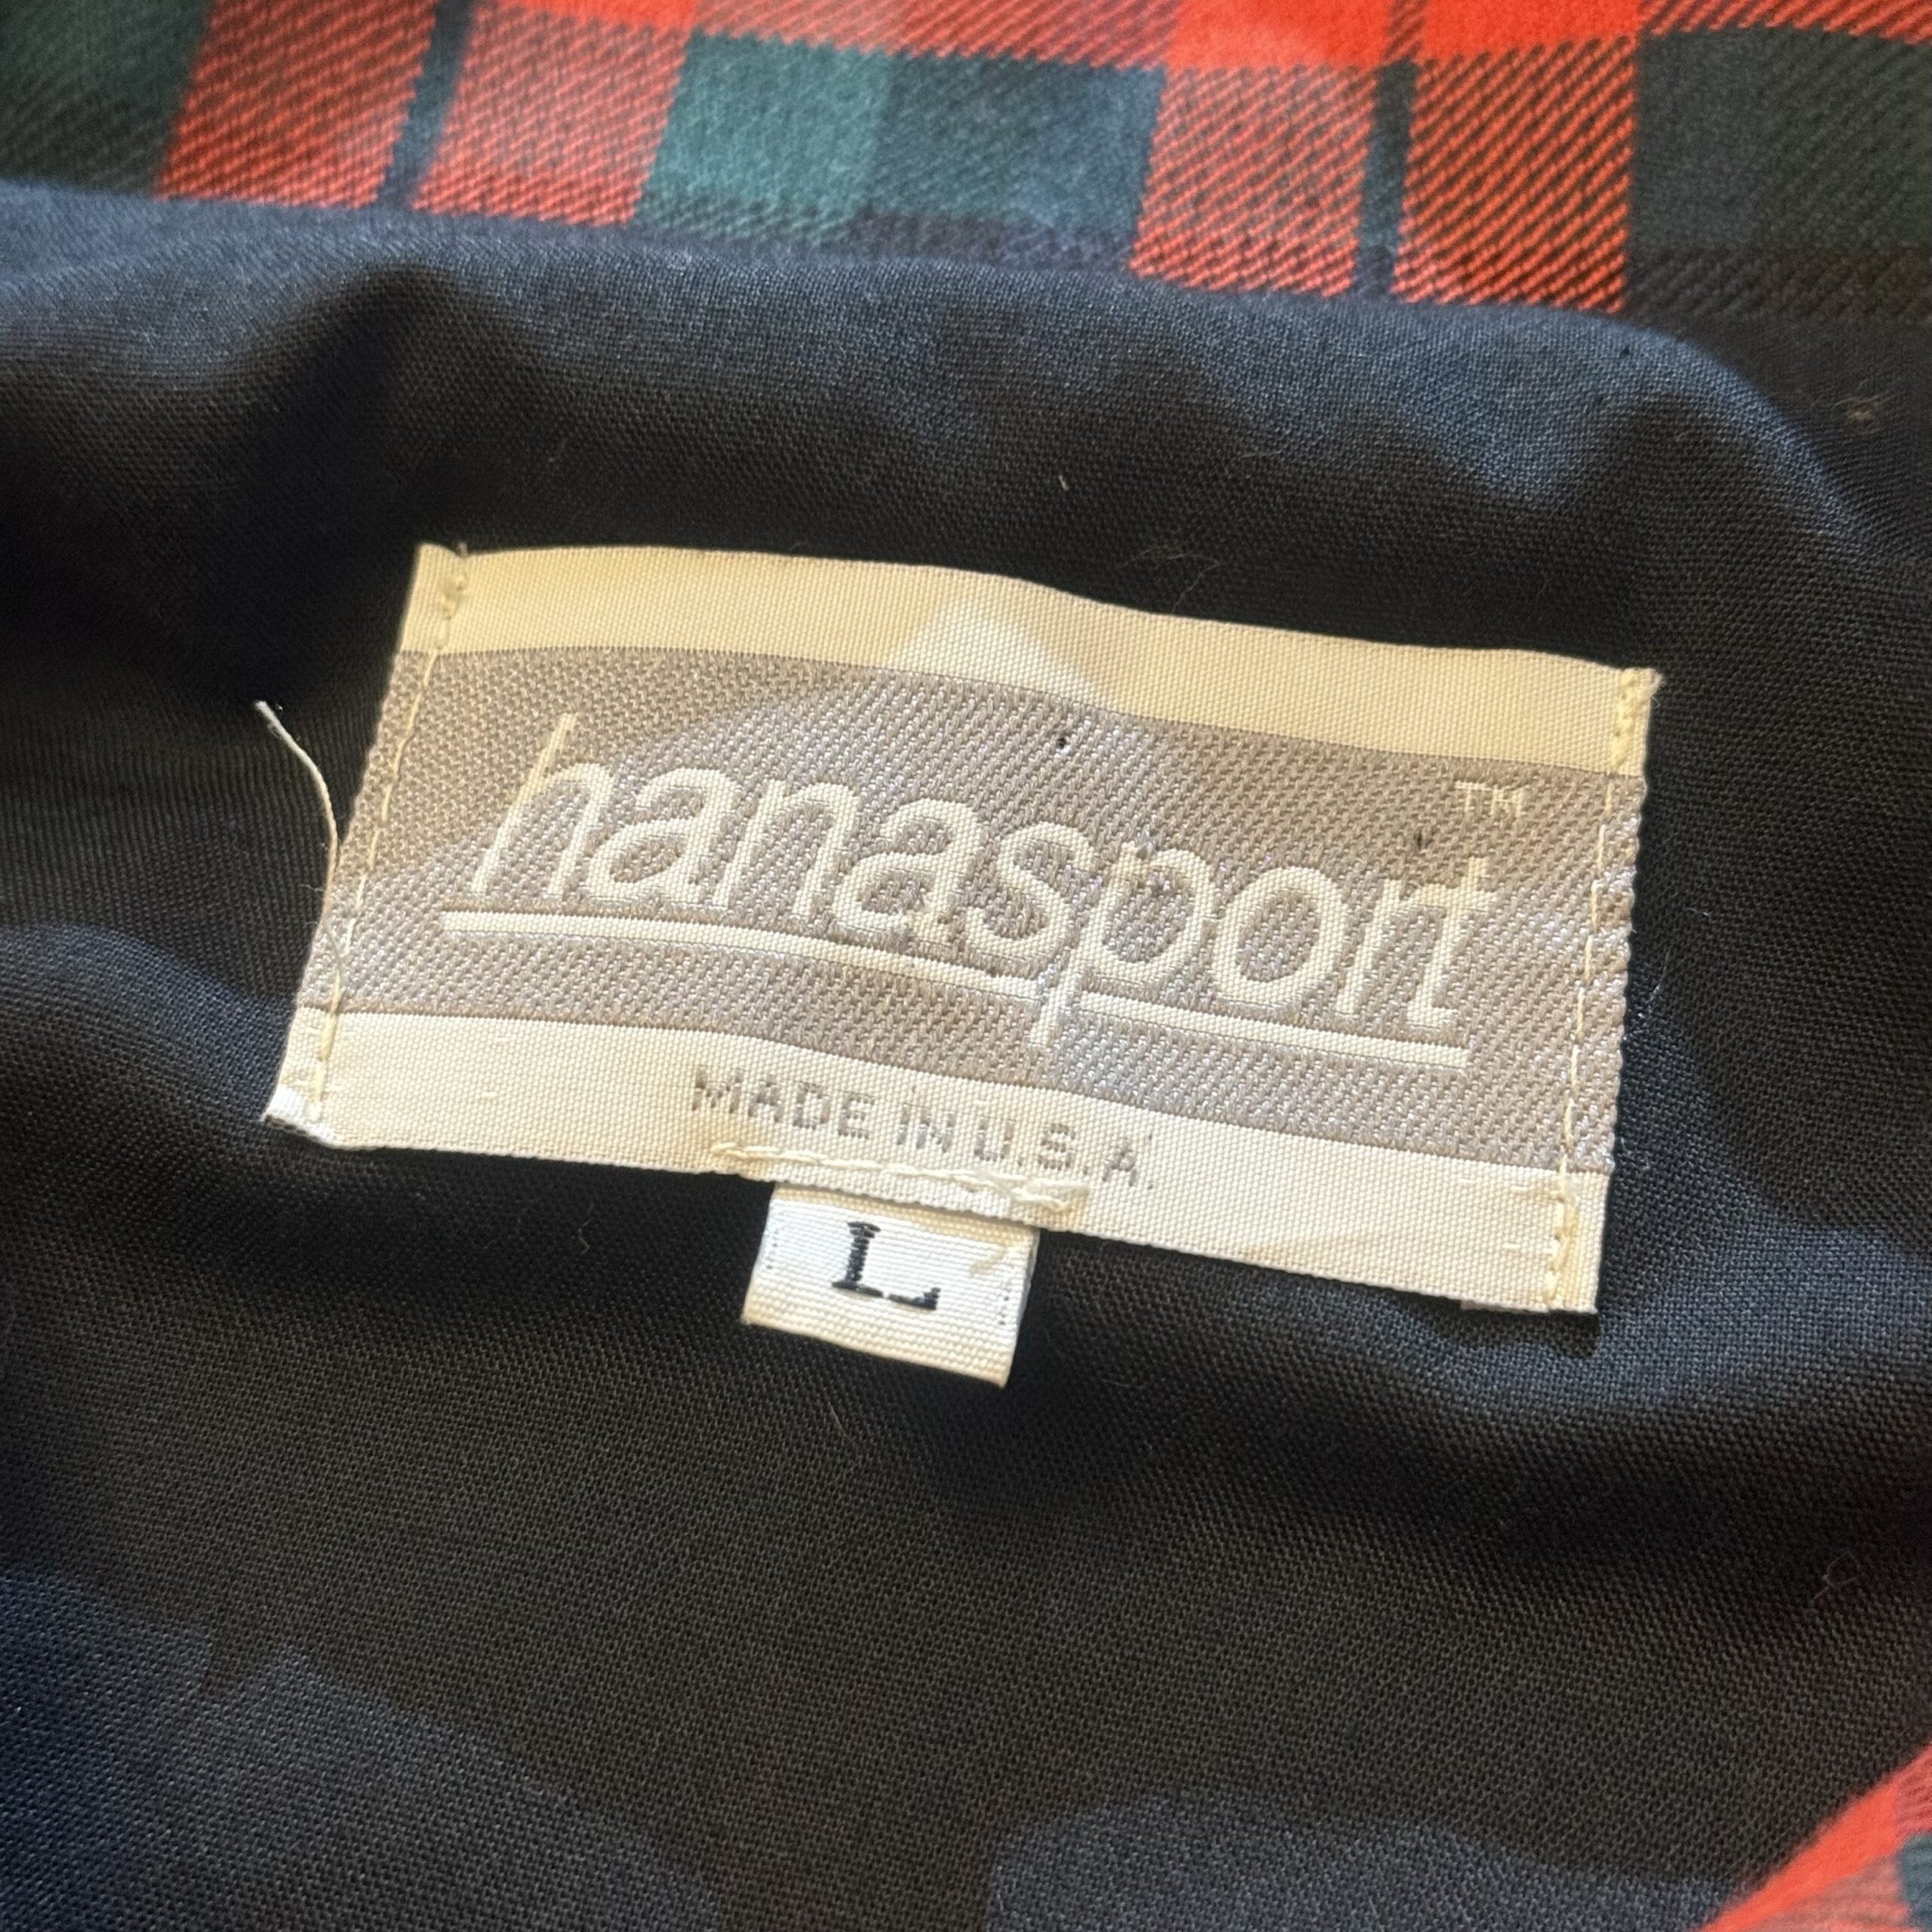 hanasport™
MADE IN U.S.A.
L